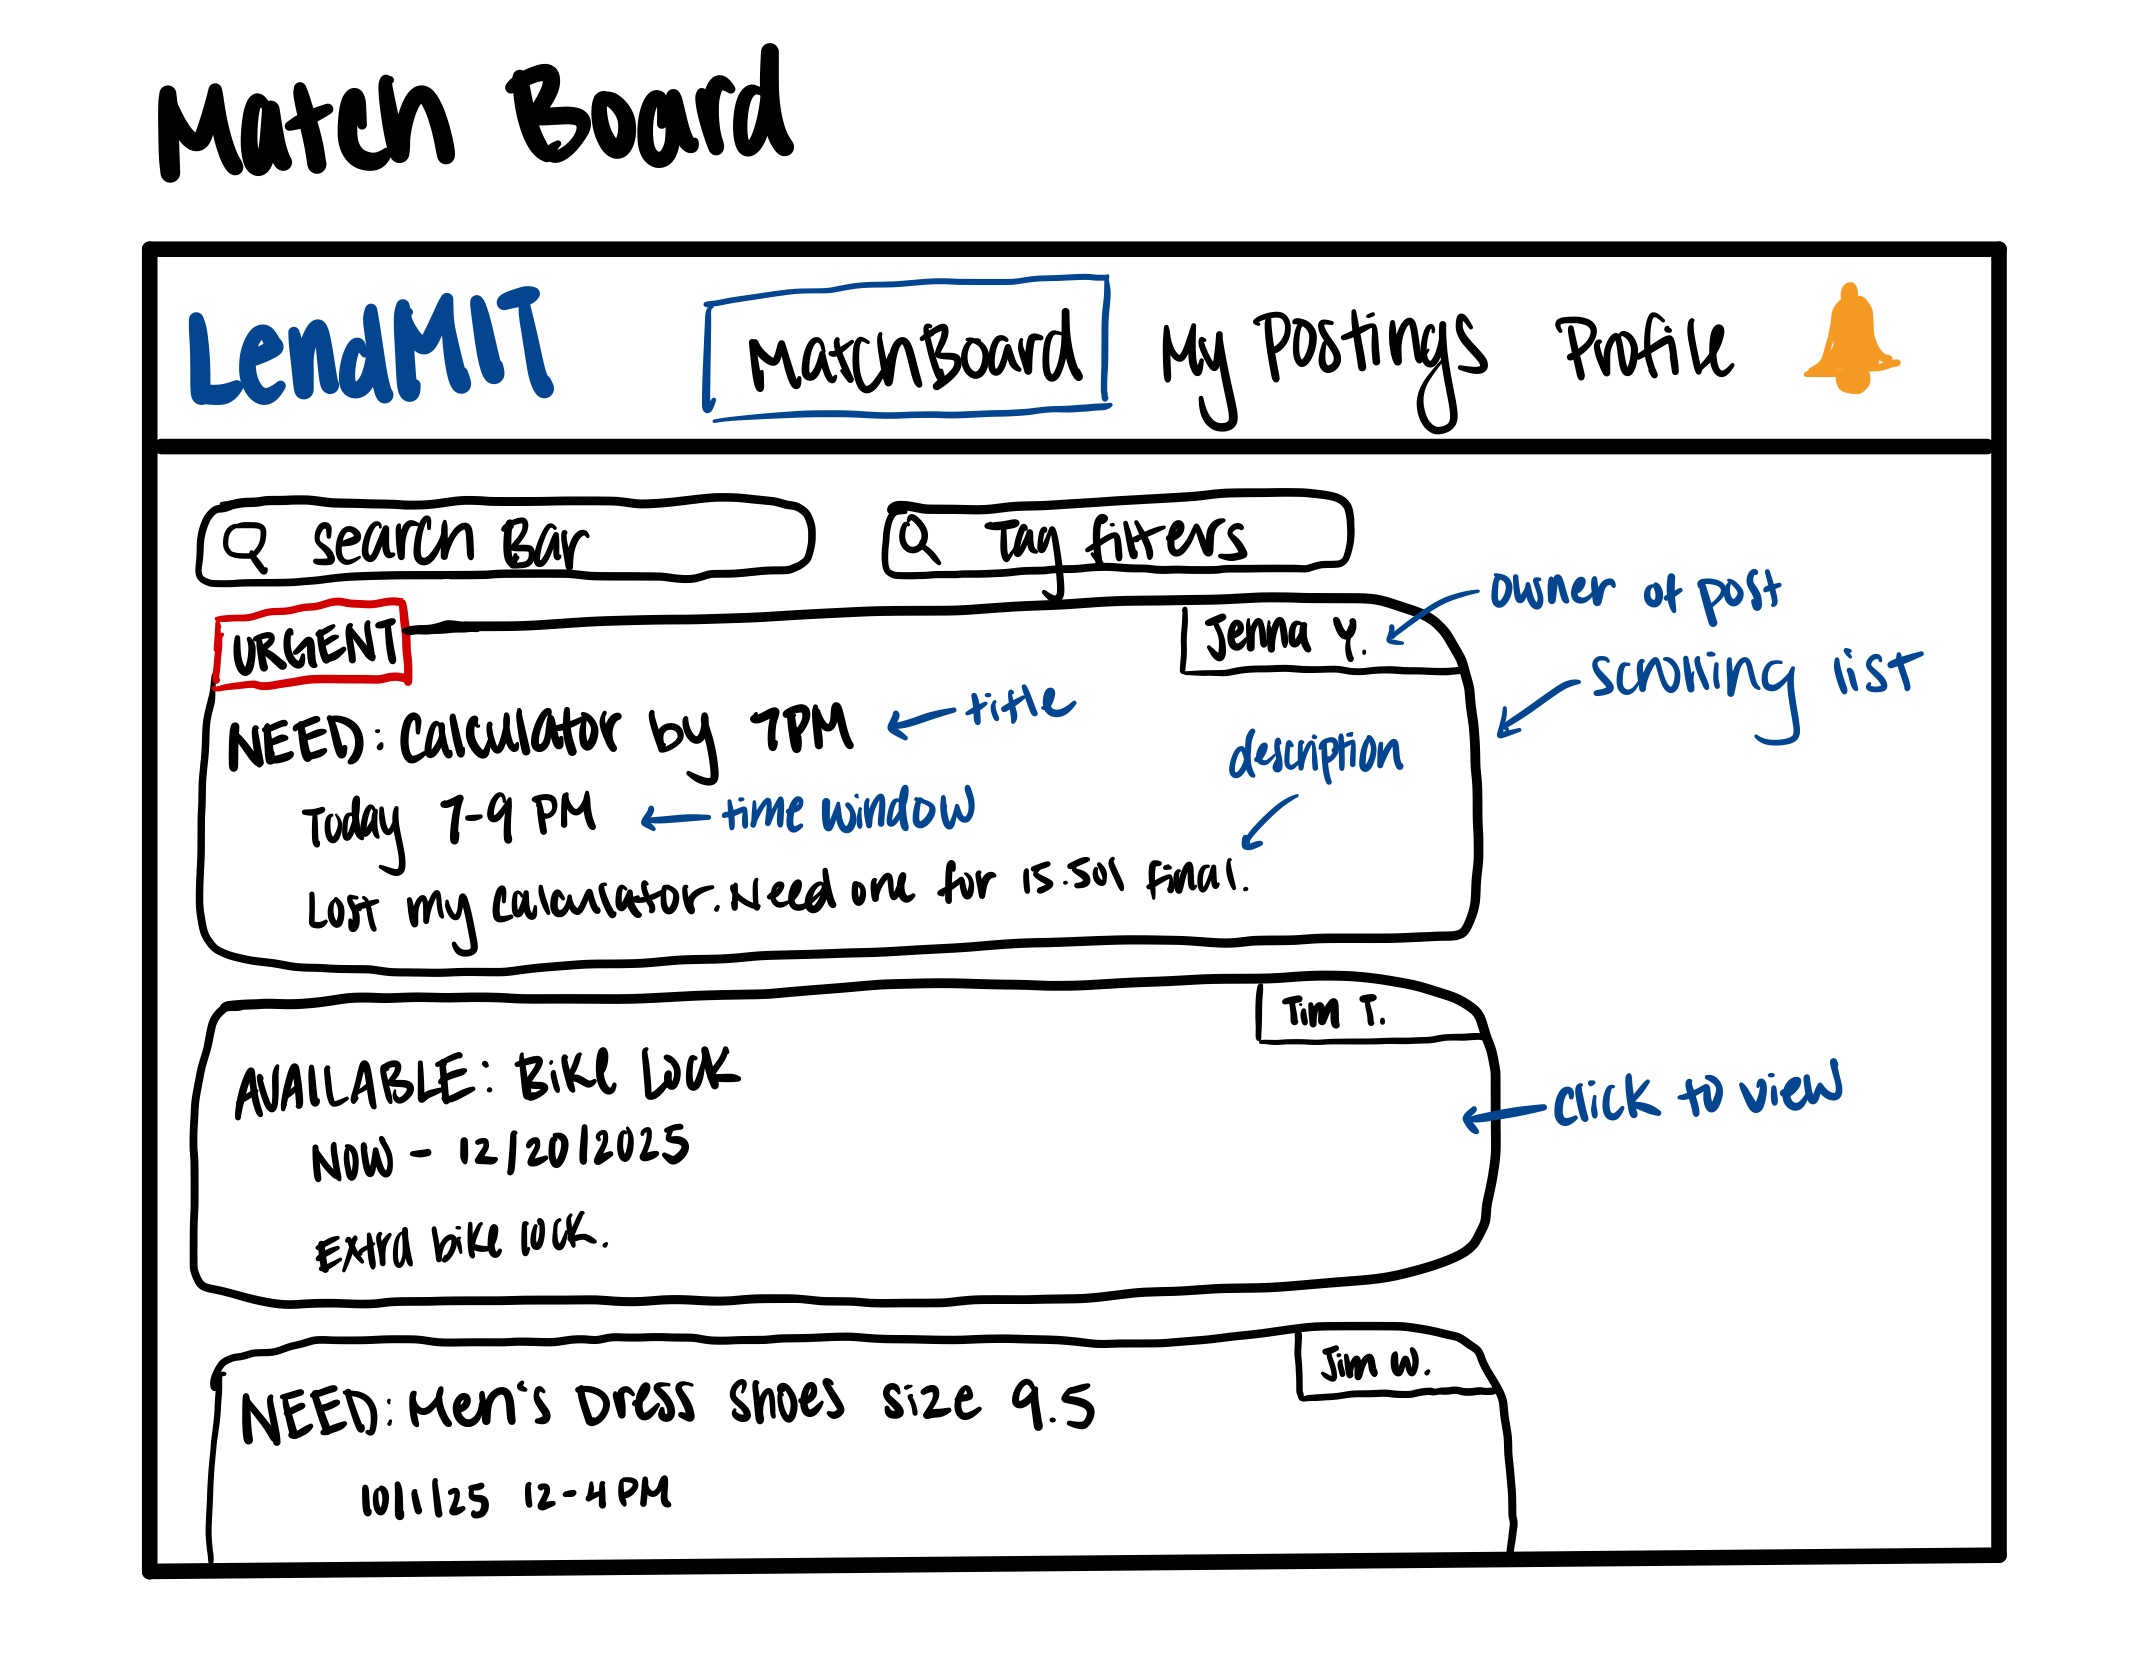 Match Board
LendMIT MatchBoard My Postings Profile
Search Bar
Tag filters
owner of post
URGENT
Jenna Y.
scrolling list
NEED: Calculator by 7PM
title
description
Today 7-9 PM
time window
Lost my calculator. Need one for 15.501 final.
Tim T.
AVAILABLE: Bike Lock
click to view
NOW - 12/20/2025
Extra bike lock.
Jim W.
NEED: Men's Dress shoes size 9.5
10/1/25 12-4PM